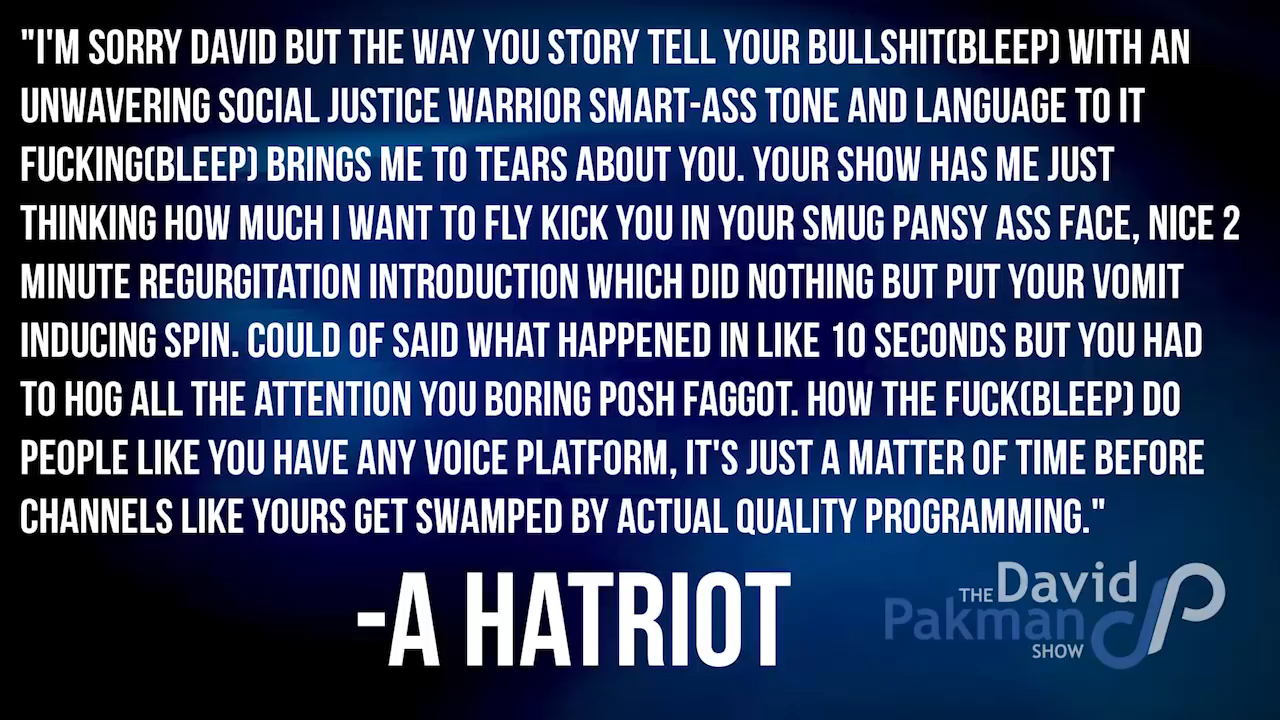 "I'M SORRY DAVID BUT THE WAY YOU STORY TELL YOUR BULLSHIT(BLEEP) WITH AN
UNWAVERING SOCIAL JUSTICE WARRIOR SMART-ASS TONE AND LANGUAGE TO IT
FUCKING(BLEEP) BRINGS ME TO TEARS ABOUT YOU. YOUR SHOW HAS ME JUST
THINKING HOW MUCH I WANT TO FLY KICK YOU IN YOUR SMUG PANSY ASS FACE, NICE 2
MINUTE REGURGITATION INTRODUCTION WHICH DID NOTHING BUT PUT YOUR VOMIT
INDUCING SPIN. COULD OF SAID WHAT HAPPENED IN LIKE 10 SECONDS BUT YOU HAD
TO HOG ALL THE ATTENTION YOU BORING POSH FAGGOT. HOW THE FUCK(BLEEP) DO
PEOPLE LIKE YOU HAVE ANY VOICE PLATFORM, IT'S JUST A MATTER OF TIME BEFORE
CHANNELS LIKE YOURS GET SWAMPED BY ACTUAL QUALITY PROGRAMMING."
-A HATRIOT
THE David
Pakman
SHOW
dP